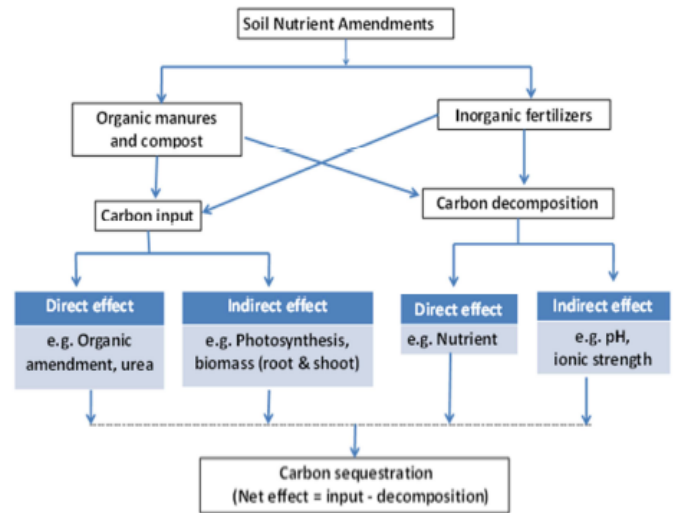 Soil Nutrient Amendments
Organic manures
and compost
Inorganic fertilizers
Carbon input
Carbon decomposition
Direct effect
e.g. Organic
amendment, urea
Indirect effect
e.g. Photosynthesis,
biomass (root & shoot)
Direct effect
e.g. Nutrient
Indirect effect
e.g. pH,
ionic strength
Carbon sequestration
(Net effect = input - decomposition)